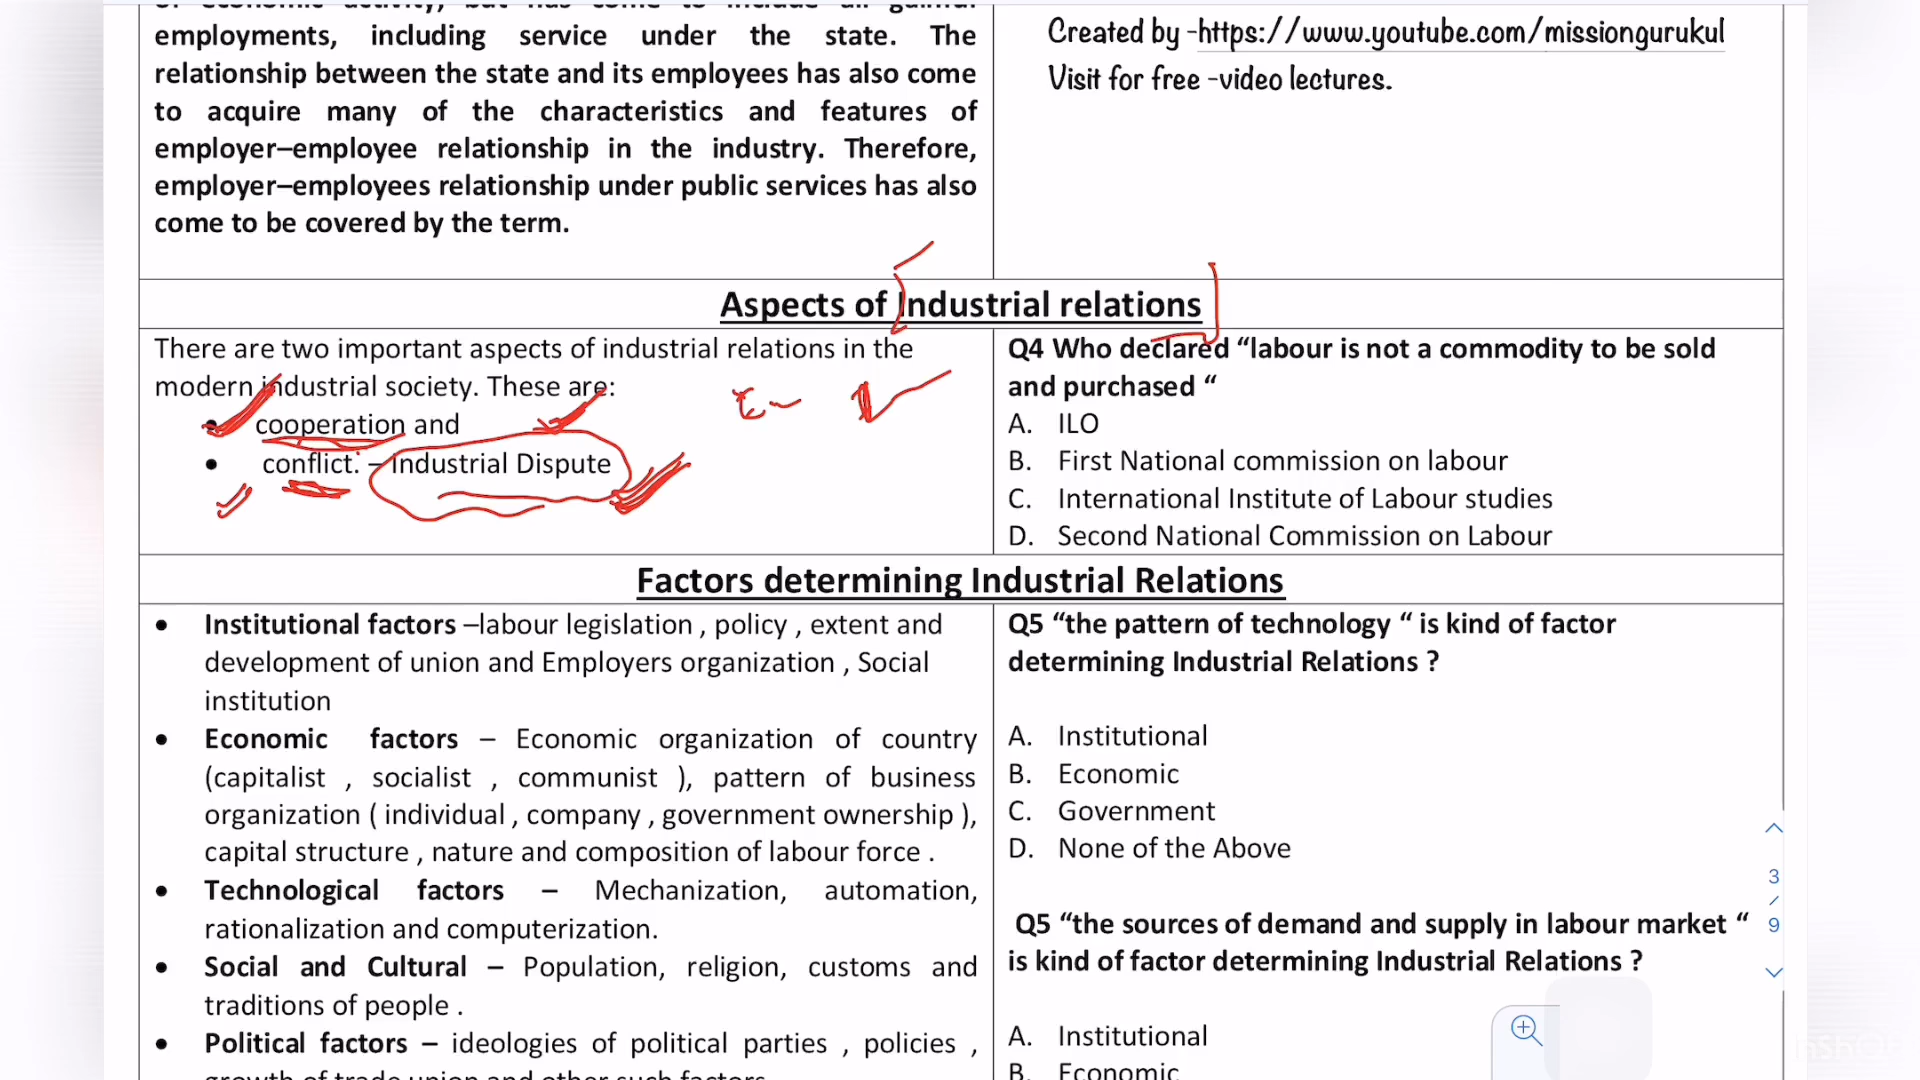 employments, including service under the state. The
relationship between the state and its employees has also come
to acquire many of the characteristics and features of
employer–employee relationship in the industry. Therefore,
employer–employees relationship under public services has also
come to be covered by the term.
Created by -https://www.youtube.com/missiongurukul
Visit for free -video lectures.
Aspects of Industrial relations
There are two important aspects of industrial relations in the
modern industrial society. These are:
• cooperation and
• conflict. – Industrial Dispute
Q4 Who declared “labour is not a commodity to be sold
and purchased “
A. ILO
B. First National commission on labour
C. International Institute of Labour studies
D. Second National Commission on Labour
Factors determining Industrial Relations
• Institutional factors –labour legislation , policy , extent and
development of union and Employers organization , Social
institution
• Economic factors – Economic organization of country
(capitalist , socialist , communist ), pattern of business
organization ( individual , company , government ownership ),
capital structure , nature and composition of labour force .
• Technological factors – Mechanization, automation,
rationalization and computerization.
• Social and Cultural – Population, religion, customs and
traditions of people .
• Political factors – ideologies of political parties , policies ,
growth of trade union and other such factors
Q5 “the pattern of technology “ is kind of factor
determining Industrial Relations ?
A. Institutional
B. Economic
C. Government
D. None of the Above
Q5 “the sources of demand and supply in labour market “
is kind of factor determining Industrial Relations ?
A. Institutional
B. Economic
3
/
9